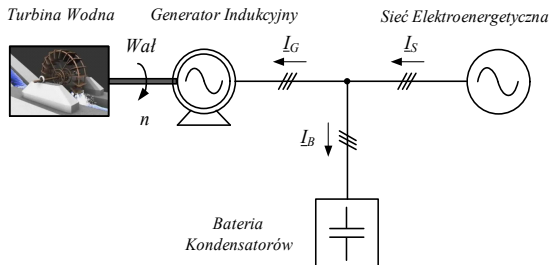 Turbina Wodna
Generator Indukcyjny
Sieć Elektroenergetyczna
Wał
I_G
I_S
n
I_B
Bateria
Kondensatorów